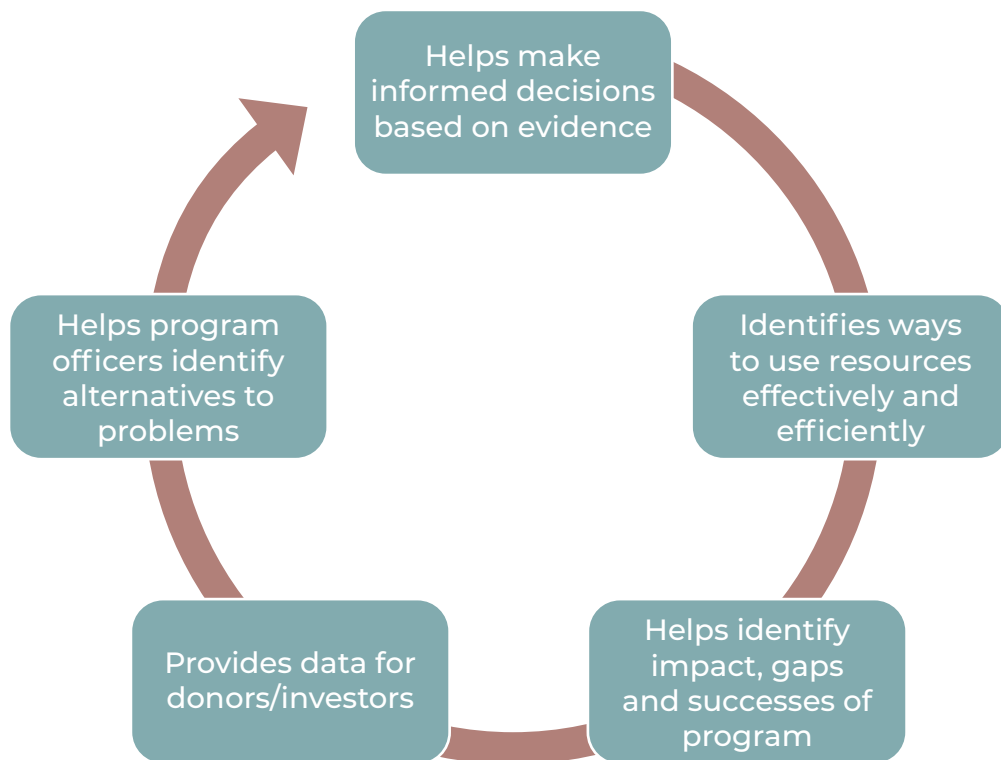 Helps make
informed decisions
based on evidence
Identifies ways
to use resources
effectively and
efficiently
Helps identify
impact, gaps
and successes of
program
Provides data for
donors/investors
Helps program
officers identify
alternatives to
problems